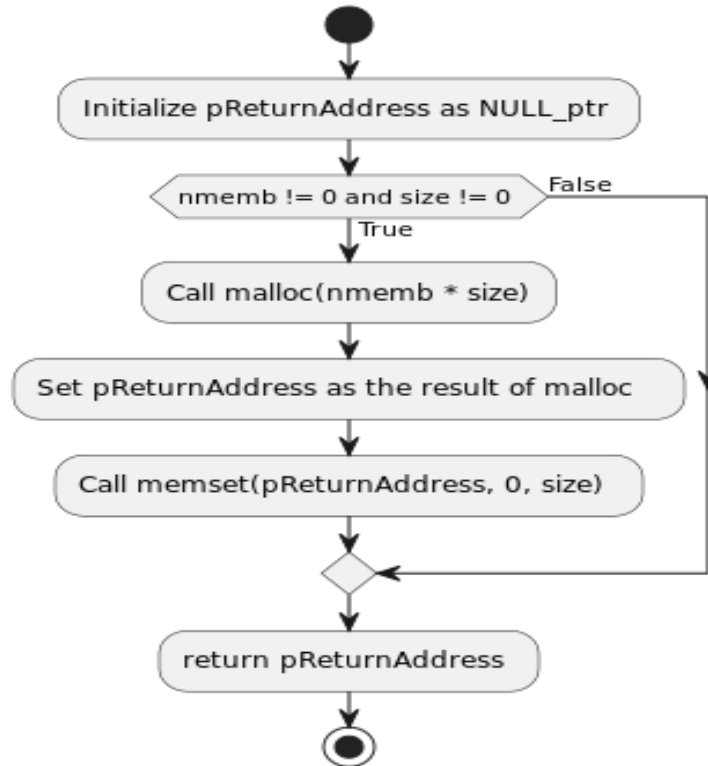 Initialize pReturnAddress as NULL_ptr
nmemb != 0 and size != 0
False
True
Call malloc(nmemb * size)
Set pReturnAddress as the result of malloc
Call memset(pReturnAddress, 0, size)
return pReturnAddress